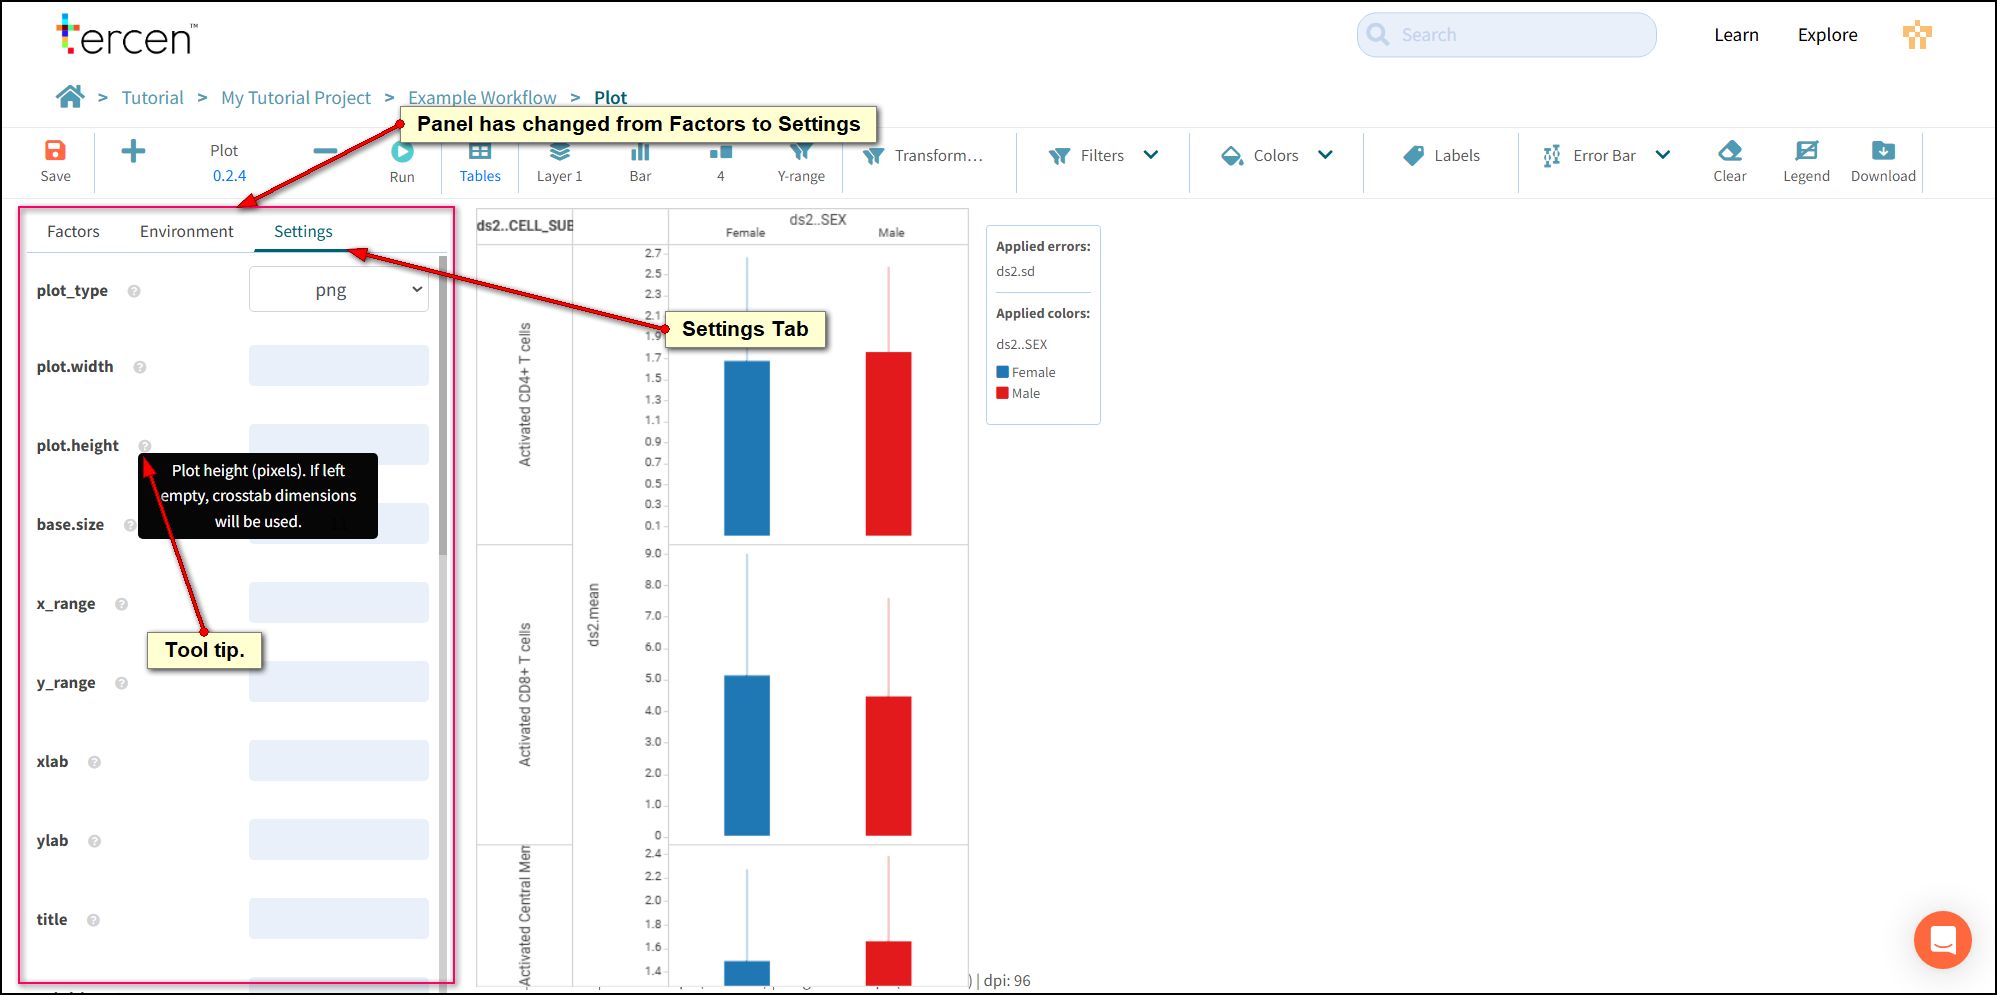 tercen™
Search
Learn
Explore
> Tutorial > My Tutorial Project > Example Workflow > Plot
Panel has changed from Factors to Settings
Save
Plot
0.2.4
Run
Tables
Layer 1
Bar
4
Y-range
Transform...
Filters
Colors
Labels
Error Bar
Clear
Legend
Download
Factors
Environment
Settings
plot_type
png
plot.width
plot.height
Plot height (pixels). If left
empty, crosstab dimensions
will be used.
base.size
x_range
Tool tip.
y_range
xlab
ylab
title
ds2..CELL_SUB
ds2..SEX
Female
Male
Settings Tab
Activated CD4+ T cells
2.7
2.5
2.3
2.1
1.9
1.7
1.5
1.3
1.1
0.9
0.7
0.5
0.3
0.1
ds2.mean
Activated CD8+ T cells
9.0
8.0
7.0
6.0
5.0
4.0
3.0
2.0
1.0
0
Activated Central Mem
2.4
2.2
2.0
1.8
1.6
1.4
Applied errors:
ds2.sd
Applied colors:
ds2..SEX
Female
Male
) | dpi: 96